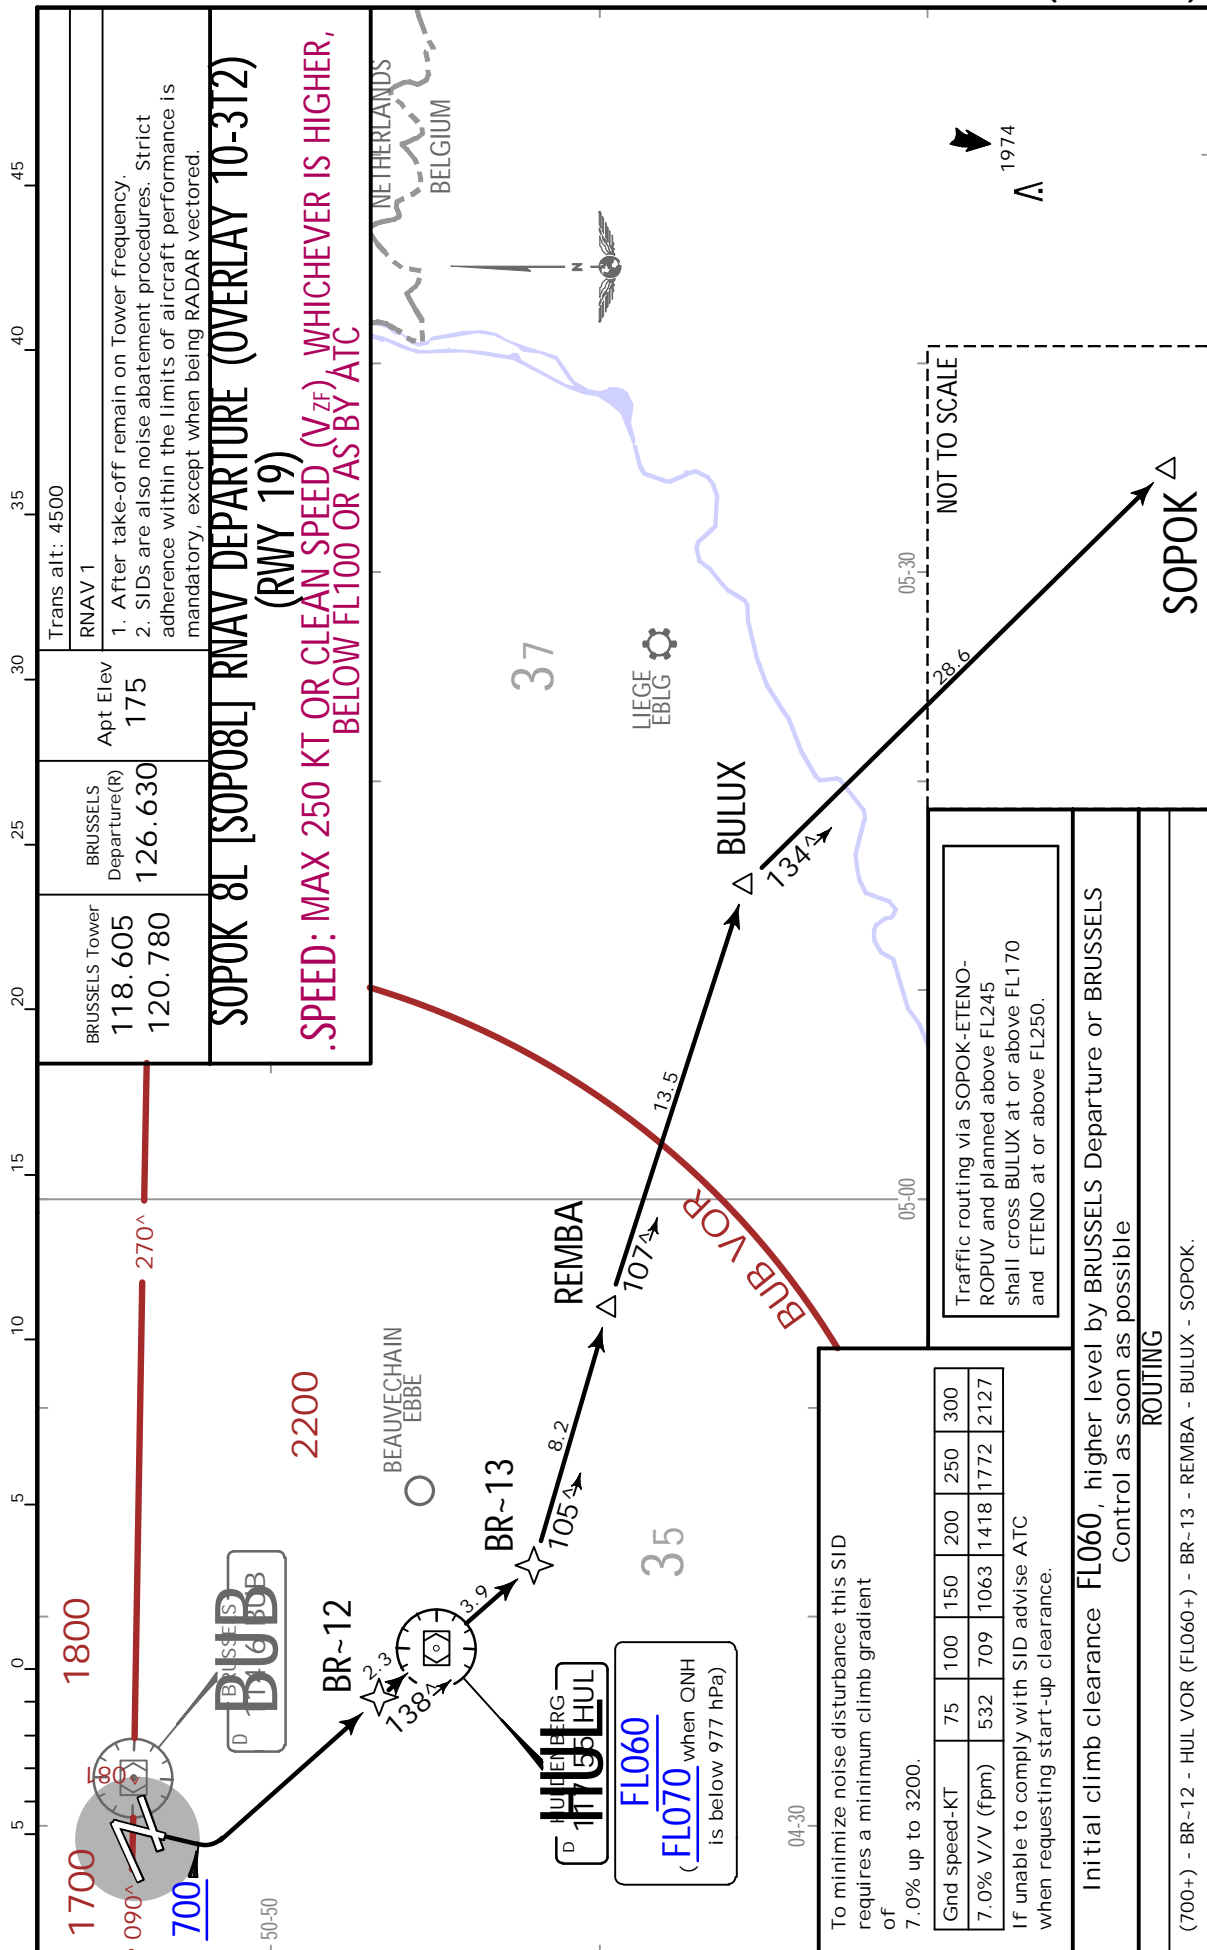 BRUSSELS Tower
118.605
120.780
BRUSSELS
Departure(R)
126.630
Apt Elev
175
Trans alt: 4500
RNAV 1
1. After take-off remain on Tower frequency.
2. SIDs are also noise abatement procedures. Strict
adherence within the limits of aircraft performance is
mandatory, except when being RADAR vectored.
SOPOK 8L [SOPO8L] RNAV DEPARTURE (OVERLAY 10-3T2)
(RWY 19)
.SPEED: MAX 250 KT OR CLEAN SPEED (VZF), WHICHEVER IS HIGHER,
BELOW FL100 OR AS BY ATC
5
0
5
10
15
20
25
30
35
40
45
1700
1800
2200
090^
081
270^
700
50-50
D
BRUSSELS
BUB
BR~12
2.3
138^
D
HUL
FL060
(FL070 when QNH
is below 977 hPa)
3.9
BR~13
105^
8.2
BEAUVECHAIN
EBBE
35
REMBA
107^
13.5
BUB VOR
BULUX
134^
28.6
LIEGE
EBLG
37
NETHERLANDS
BELGIUM
N
1974
NOT TO SCALE
SOPOK
04-30
05-00
05-30
To minimize noise disturbance this SID
requires a minimum climb gradient
of
7.0% up to 3200.
Gnd speed-KT 75 100 150 200 250 300
7.0% V/V (fpm) 532 709 1063 1418 1772 2127
If unable to comply with SID advise ATC
when requesting start-up clearance.
Traffic routing via SOPOK-ETENO-
ROPUV and planned above FL245
shall cross BULUX at or above FL170
and ETENO at or above FL250.
Initial climb clearance FL060, higher level by BRUSSELS Departure or BRUSSELS
Control as soon as possible
ROUTING
(700+) - BR~12 - HUL VOR (FL060+) - BR~13 - REMBA - BULUX - SOPOK.